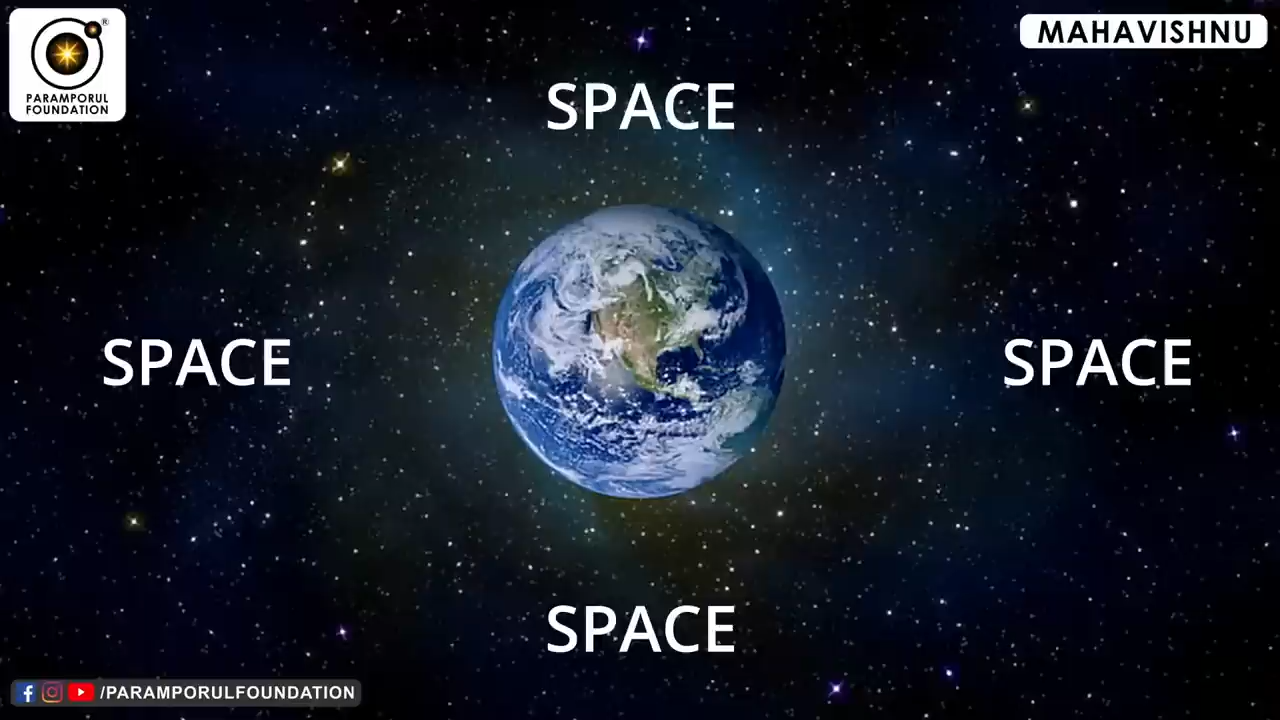 PARAMPORUL
FOUNDATION
®
MAHAVISHNU
SPACE
SPACE
SPACE
SPACE
/PARAMPORULFOUNDATION